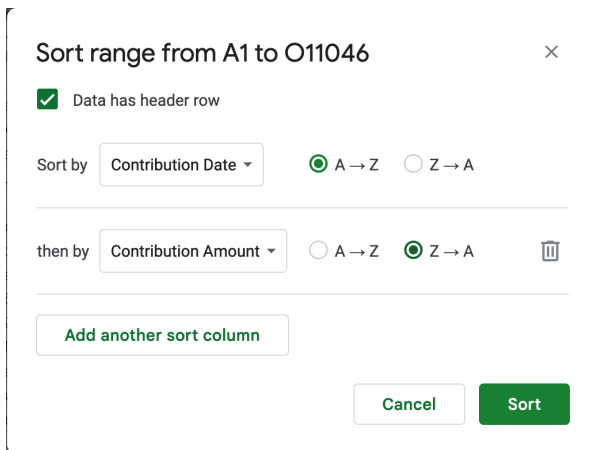 Sort range from A1 to O11046
Data has header row
Sort by Contribution Date A → Z Z → A
then by Contribution Amount A → Z Z → A
Add another sort column
Cancel Sort